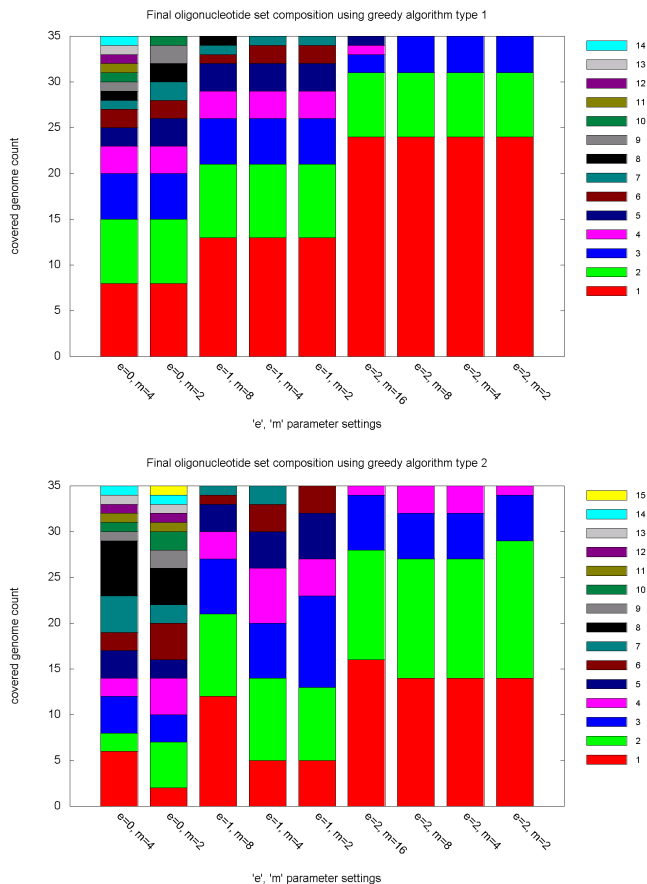 Final oligonucleotide set composition using greedy algorithm type 1
covered genome count
35
30
25
20
15
10
5
0
14
13
12
11
10
9
8
7
6
5
4
3
2
1
e=0, m=4
e=0, m=2
e=1, m=8
e=1, m=4
e=1, m=2
e=2, m=16
e=2, m=8
e=2, m=4
e=2, m=2
'e', 'm' parameter settings
Final oligonucleotide set composition using greedy algorithm type 2
covered genome count
35
30
25
20
15
10
5
0
15
14
13
12
11
10
9
8
7
6
5
4
3
2
1
e=0, m=4
e=0, m=2
e=1, m=8
e=1, m=4
e=1, m=2
e=2, m=16
e=2, m=8
e=2, m=4
e=2, m=2
'e', 'm' parameter settings